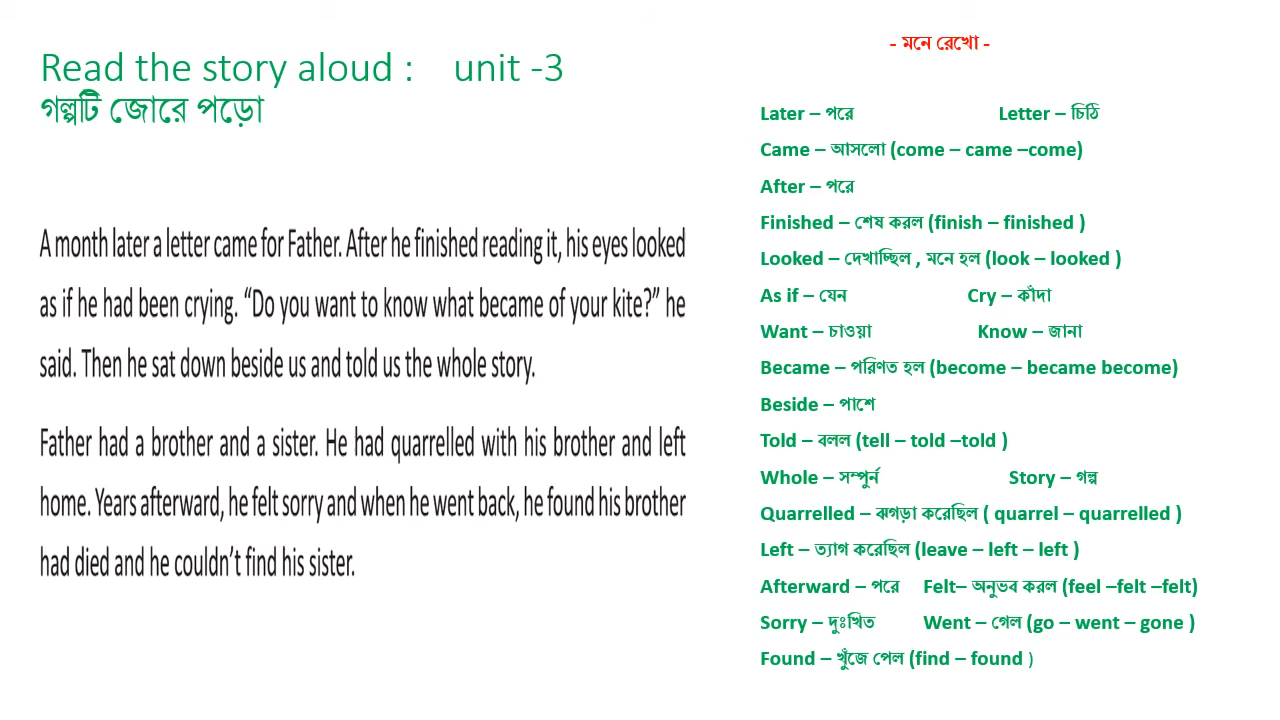 Read the story aloud : unit -3
গল্পটি জোরে পড়ো
A month later a letter came for Father. After he finished reading it, his eyes looked
as if he had been crying. “Do you want to know what became of your kite?” he
said. Then he sat down beside us and told us the whole story.
Father had a brother and a sister. He had quarrelled with his brother and left
home. Years afterward, he felt sorry and when he went back, he found his brother
had died and he couldn’t find his sister.
- মনে রেখো -
Later – পরে Letter – চিঠি
Came – আসলো (come – came –come)
After – পরে
Finished – শেষ করল (finish – finished )
Looked – দেখাচ্ছিল , মনে হল (look – looked )
As if – যেন Cry – কাঁদা
Want – চাওয়া Know – জানা
Became – পরিণত হল (become – became become)
Beside – পাশে
Told – বলল (tell – told –told )
Whole – সম্পুর্ন Story – গল্প
Quarrelled – ঝগড়া করেছিল ( quarrel – quarrelled )
Left – ত্যাগ করেছিল (leave – left – left )
Afterward – পরে Felt– অনুভব করল (feel –felt –felt)
Sorry – দুঃখিত Went – গেল (go – went – gone )
Found – খুঁজে পেল (find – found )